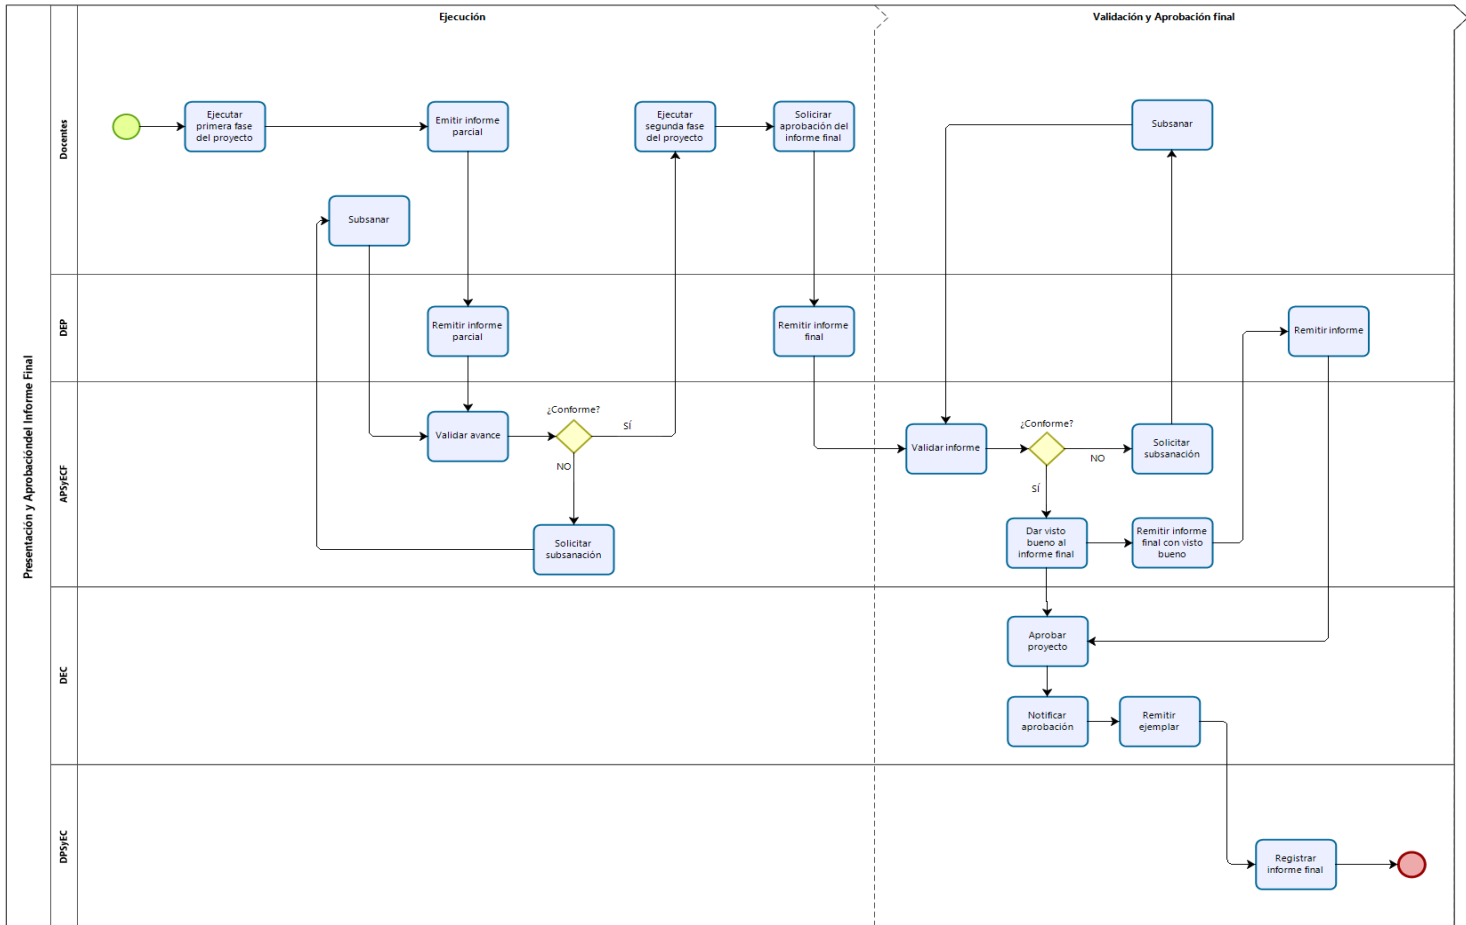 Ejecución
Validación y Aprobación final
Presentación y Aprobacióndel Informe Final
Docentes
Ejecutar
primera fase
del proyecto
Emitir informe
parcial
Ejecutar
segunda fase
del proyecto
Solicirar
aprobación del
informe final
Subsanar
Subsanar
DEP
Remitir informe
parcial
Remitir informe
final
Remitir informe
APSyECF
Validar avance
¿Conforme?
SÍ
NO
Solicitar
subsanación
Validar informe
¿Conforme?
NO
SÍ
Solicitar
subsanación
Dar visto
bueno al
informe final
Remitir informe
final con visto
bueno
DEC
Aprobar
proyecto
Notificar
aprobación
Remitir
ejemplar
DPSyEC
Registrar
informe final